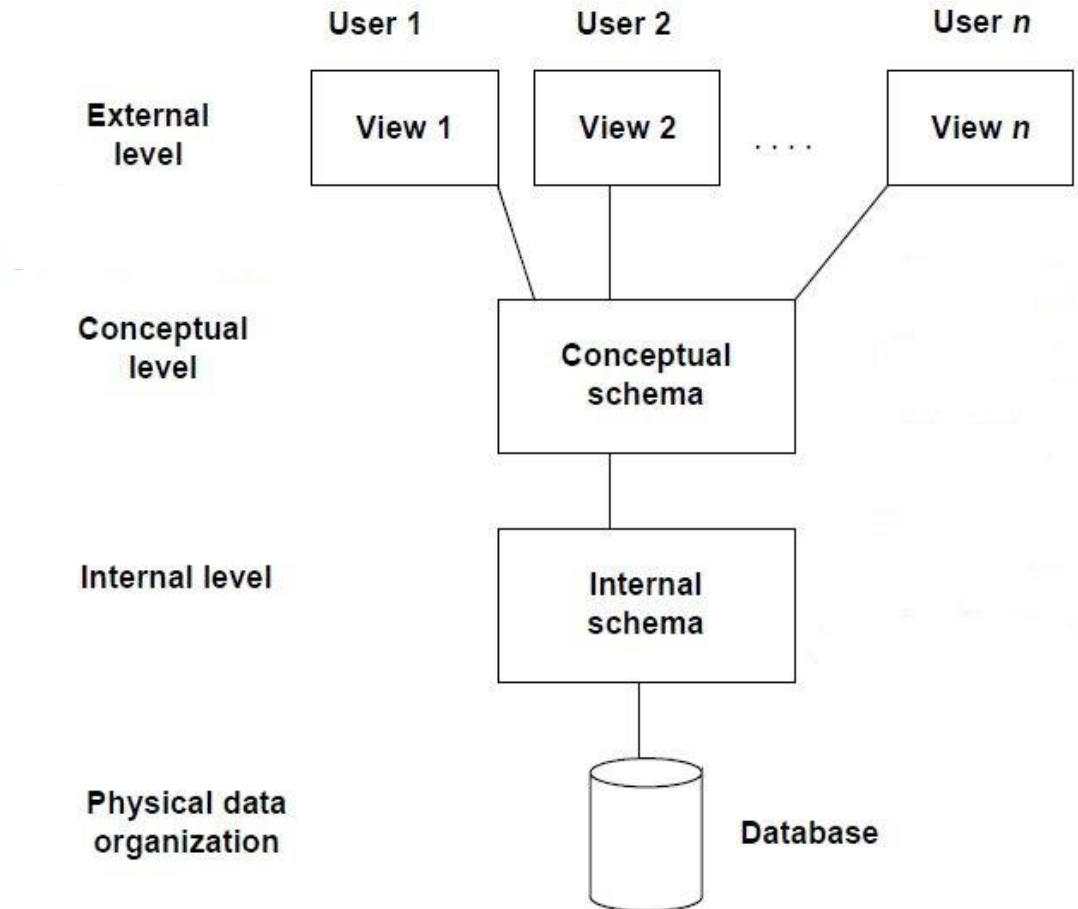 User 1
User 2
User n
External
level
View 1
View 2
. . . .
View n
Conceptual
level
Conceptual
schema
Internal level
Internal
schema
Physical data
organization
Database